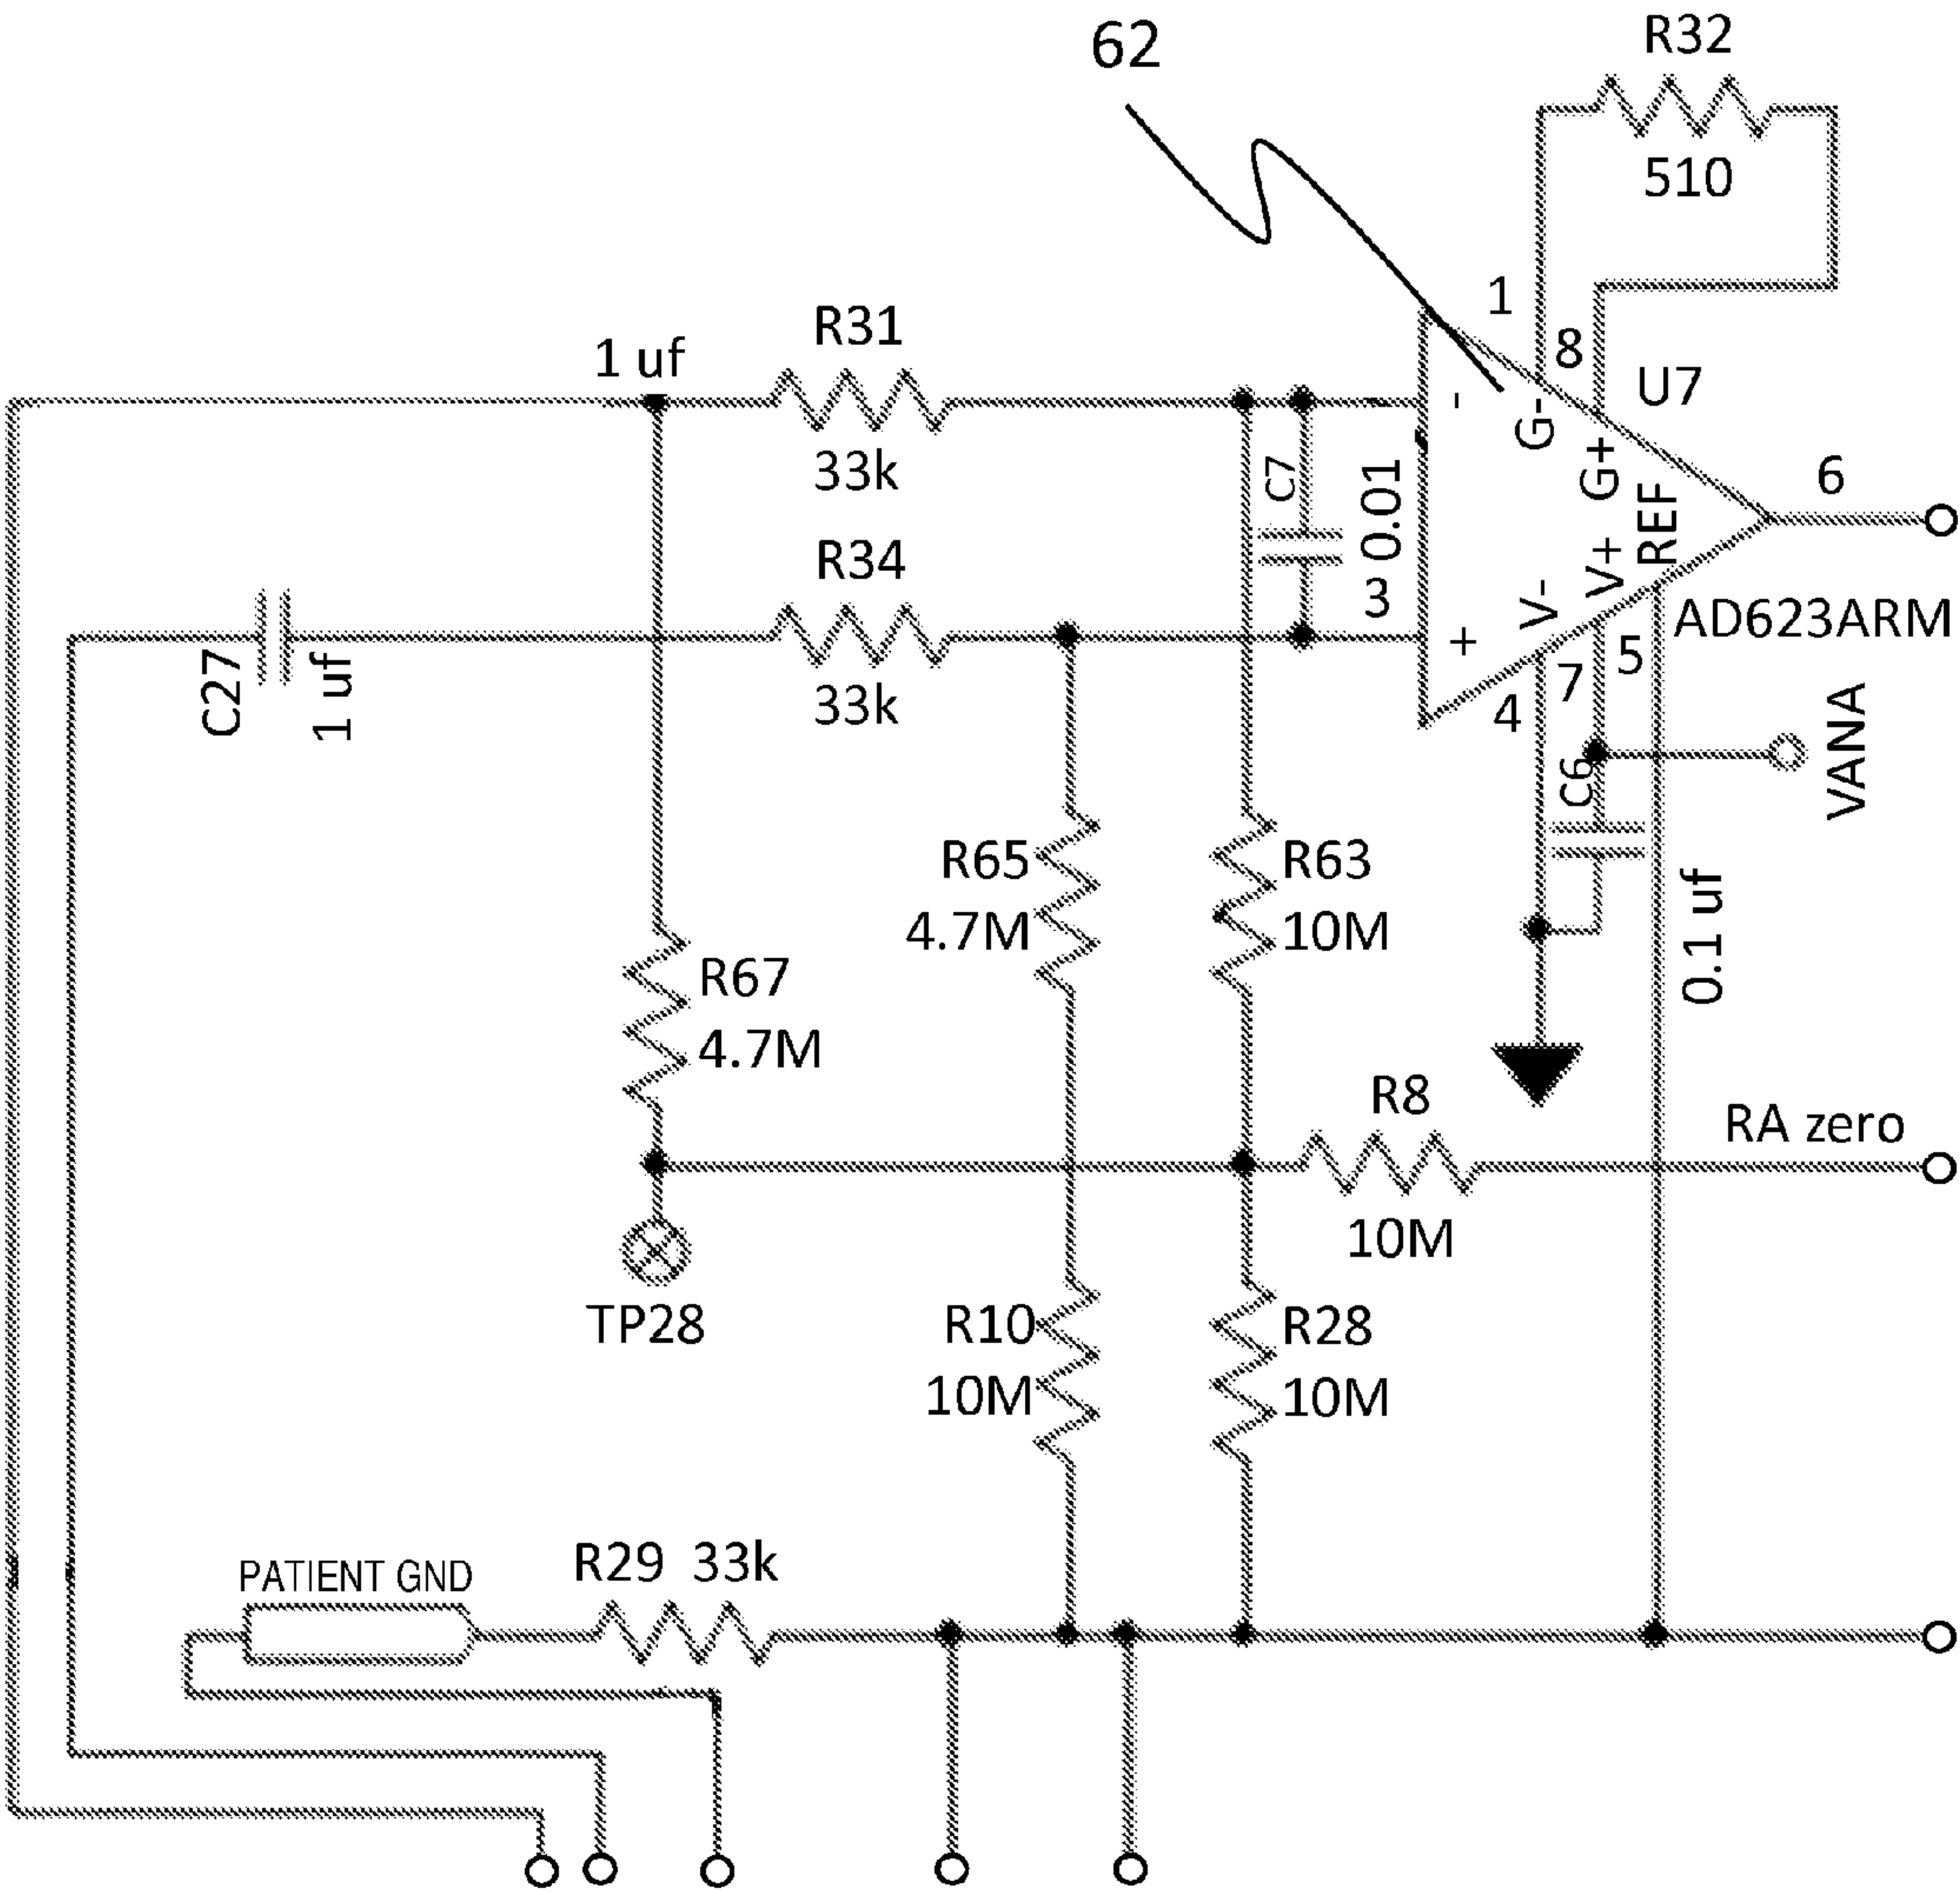 62
R32
510
1
8
U7
R31
1 uf
33k
-
G-
G+
REF
6
C7
0.01
R34
3
V+
V-
+
AD623ARM
C27
1 uf
33k
4
7
5
VANA
C6
R65
4.7M
R63
10M
0.1 uf
R67
4.7M
R8
10M
RA zero
TP28
R10
10M
R28
10M
PATIENT GND
R29 33k